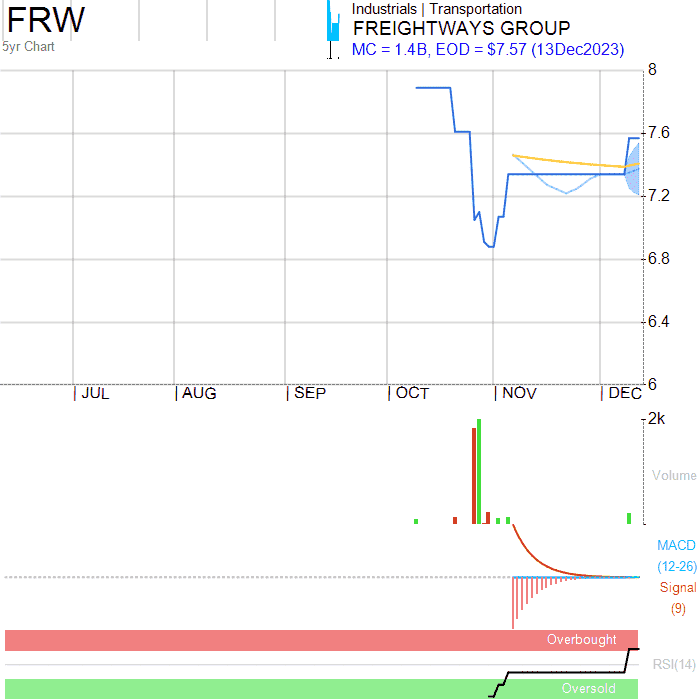 FRW
5yr Chart
Industrials | Transportation
FREIGHTWAYS GROUP
MC = 1.4B, EOD = $7.57 (13Dec2023)
8
7.6
7.2
6.8
6.4
6
JUL AUG SEP OCT NOV DEC
2k
Volume
MACD
(12-26)
Signal
(9)
Overbought
RSI(14)
Oversold